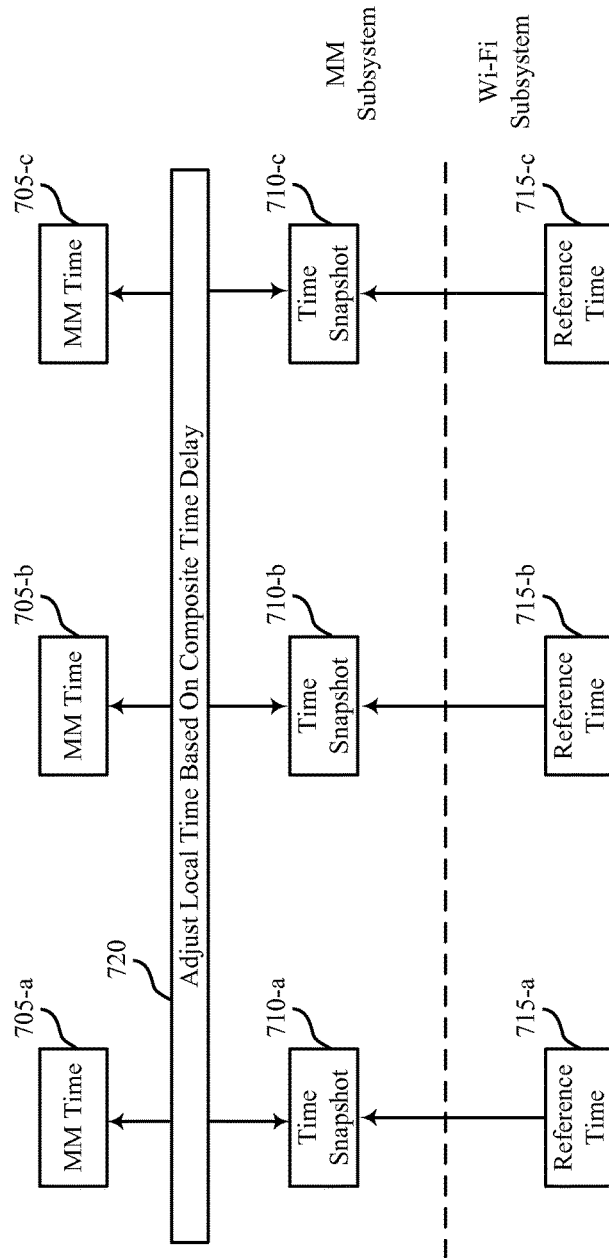 705-a
705-b
705-c
MM Time
MM Time
MM Time
720
Adjust Local Time Based On Composite Time Delay
710-a
710-b
710-c
Time
Snapshot
Time
Snapshot
Time
Snapshot
MM
Subsystem
Wi-Fi
Subsystem
715-a
715-b
715-c
Reference
Time
Reference
Time
Reference
Time